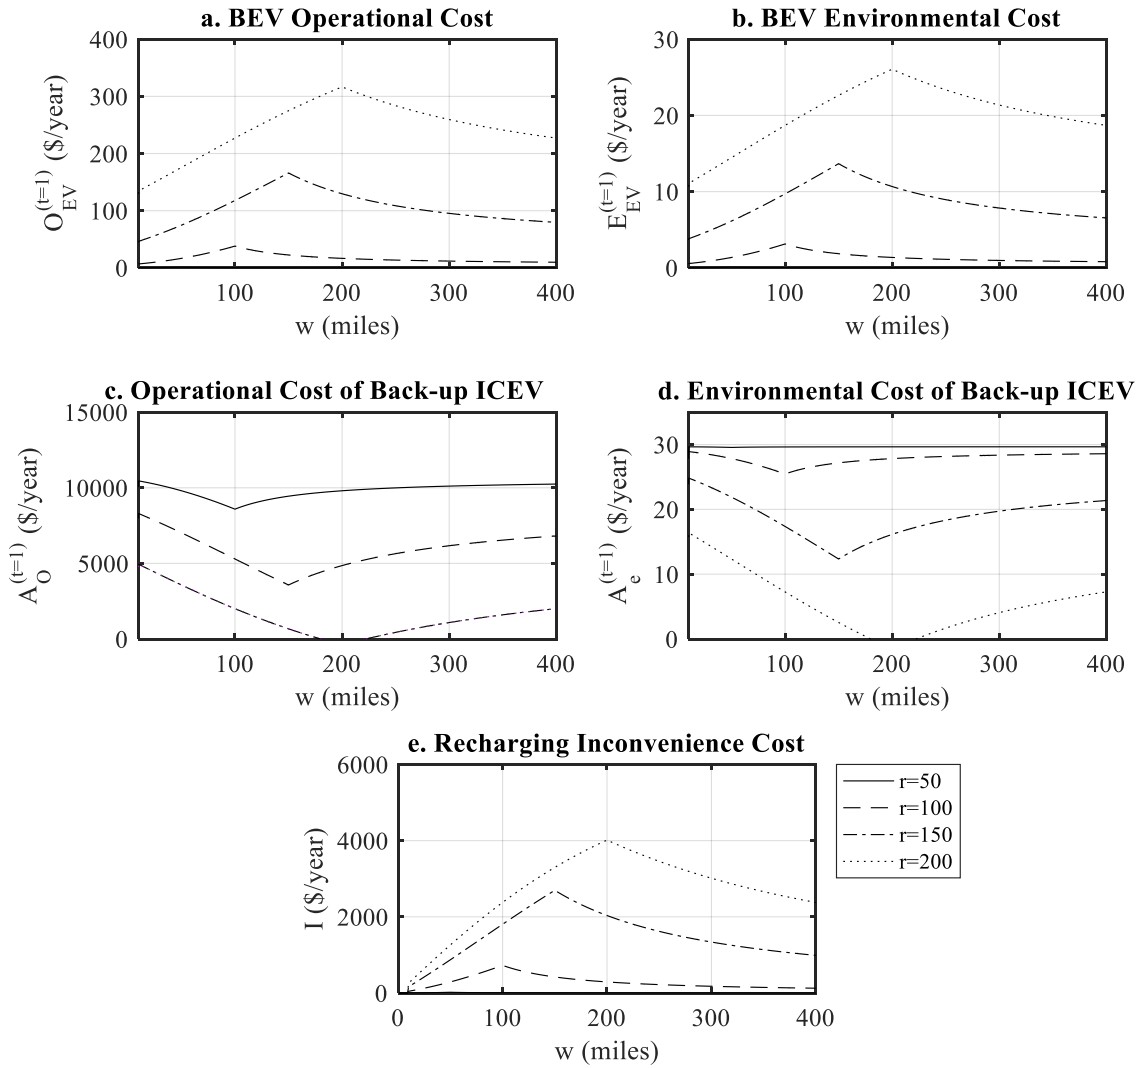 a. BEV Operational Cost
400
300
200
100
0
O_EV^(t=1) ($/year)
100 200 300 400
w (miles)
b. BEV Environmental Cost
30
20
10
0
E_EV^(t=1) ($/year)
100 200 300 400
w (miles)
c. Operational Cost of Back-up ICEV
15000
10000
5000
0
A_O^(t=1) ($/year)
100 200 300 400
w (miles)
d. Environmental Cost of Back-up ICEV
30
20
10
0
A_e^(t=1) ($/year)
100 200 300 400
w (miles)
e. Recharging Inconvenience Cost
6000
4000
2000
0
I ($/year)
0 100 200 300 400
w (miles)
r=50
r=100
r=150
r=200